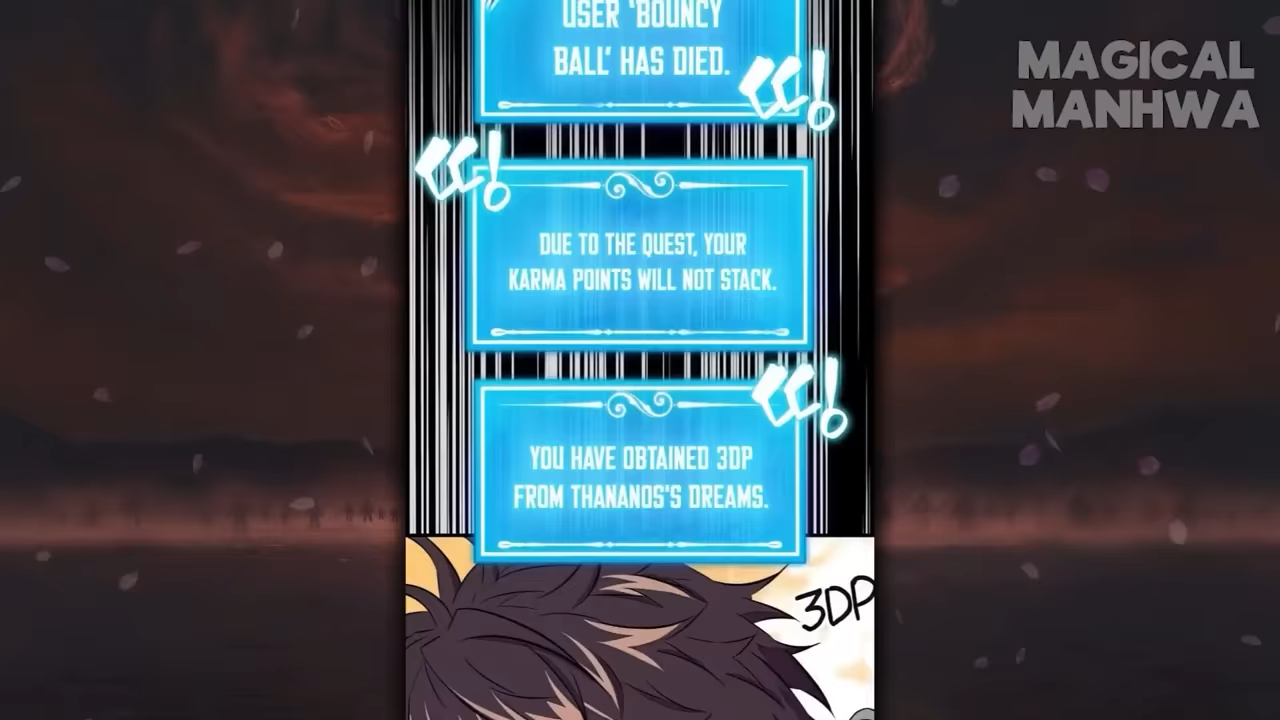 USER 'BOUNCY
BALL' HAS DIED.
MAGICAL
MANHWA
DUE TO THE QUEST, YOUR
KARMA POINTS WILL NOT STACK.
YOU HAVE OBTAINED 3DP
FROM THANANOS'S DREAMS.
3DP